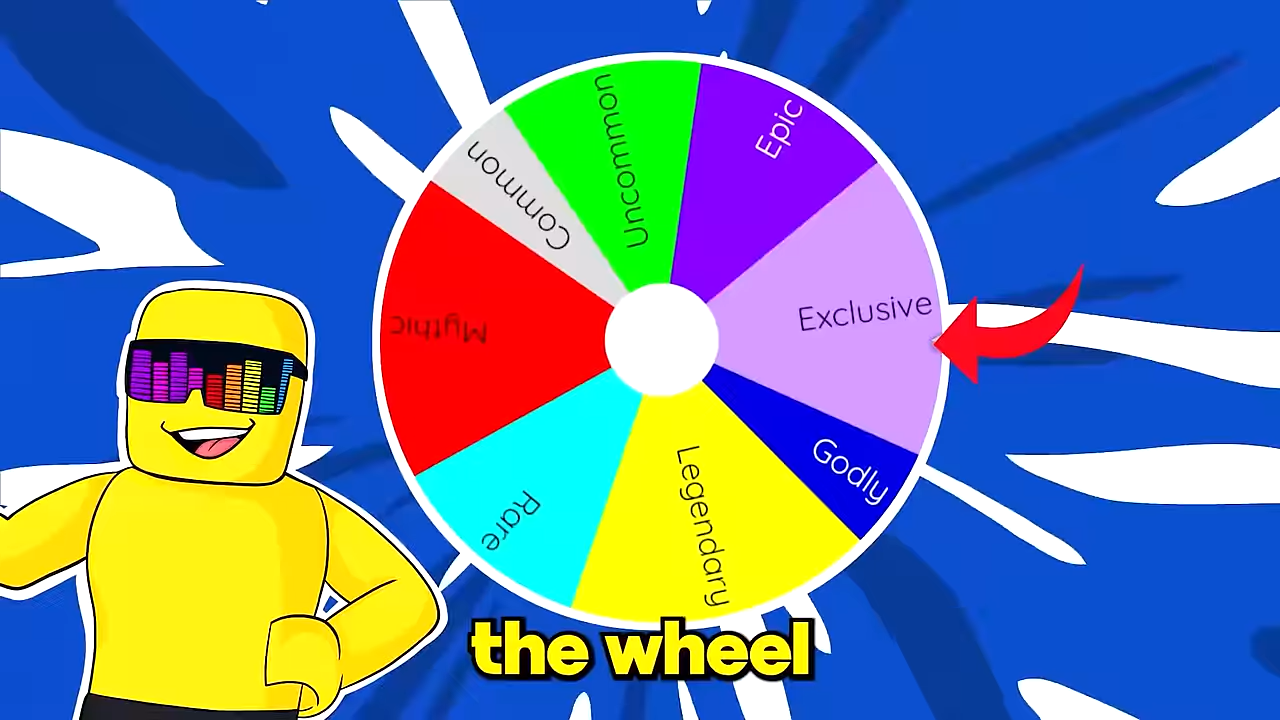 Uncommon
Epic
Common
Exclusive
Mythic
Godly
Legendary
Rare
the wheel